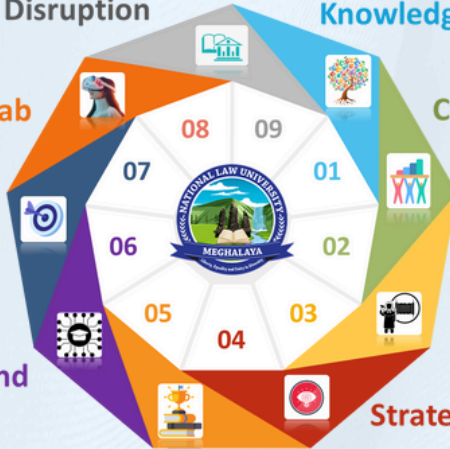 Disruption
Knowledg
ab
C
08
09
07
01
NATIONAL LAW UNIVERSITY
06
02
MEGHALAYA
05
03
04
nd
Strate